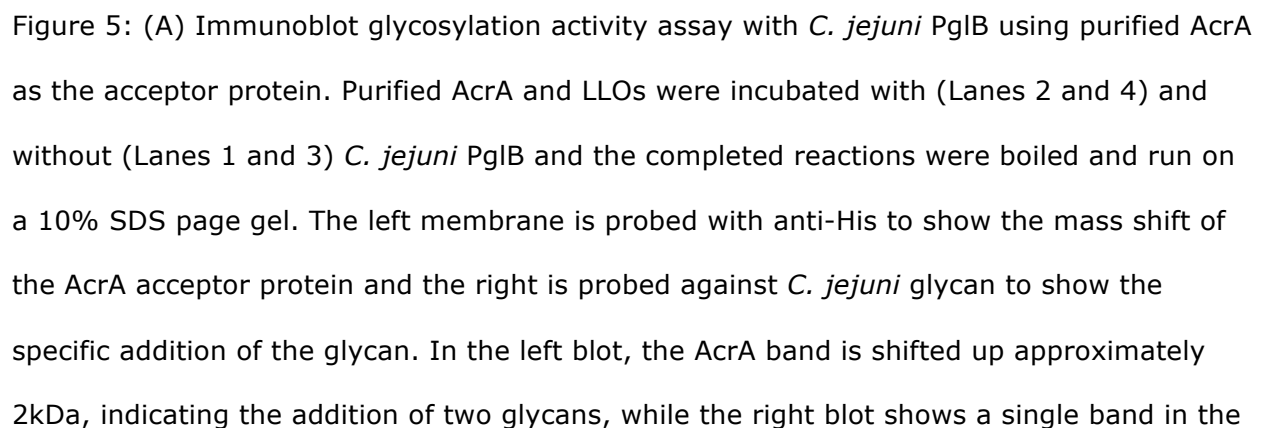 Figure 5: (A) Immunoblot glycosylation activity assay with C. jejuni PglB using purified AcrA
as the acceptor protein. Purified AcrA and LLOs were incubated with (Lanes 2 and 4) and
without (Lanes 1 and 3) C. jejuni PglB and the completed reactions were boiled and run on
a 10% SDS page gel. The left membrane is probed with anti-His to show the mass shift of
the AcrA acceptor protein and the right is probed against C. jejuni glycan to show the
specific addition of the glycan. In the left blot, the AcrA band is shifted up approximately
2kDa, indicating the addition of two glycans, while the right blot shows a single band in the